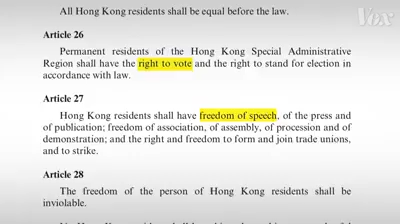 Vox
All Hong Kong residents shall be equal before the law.
Article 26
Permanent residents of the Hong Kong Special Administrative
Region shall have the right to vote and the right to stand for election in
accordance with law.
Article 27
Hong Kong residents shall have freedom of speech, of the press and
of publication; freedom of association, of assembly, of procession and of
demonstration; and the right and freedom to form and join trade unions,
and to strike.
Article 28
The freedom of the person of Hong Kong residents shall be
inviolable.